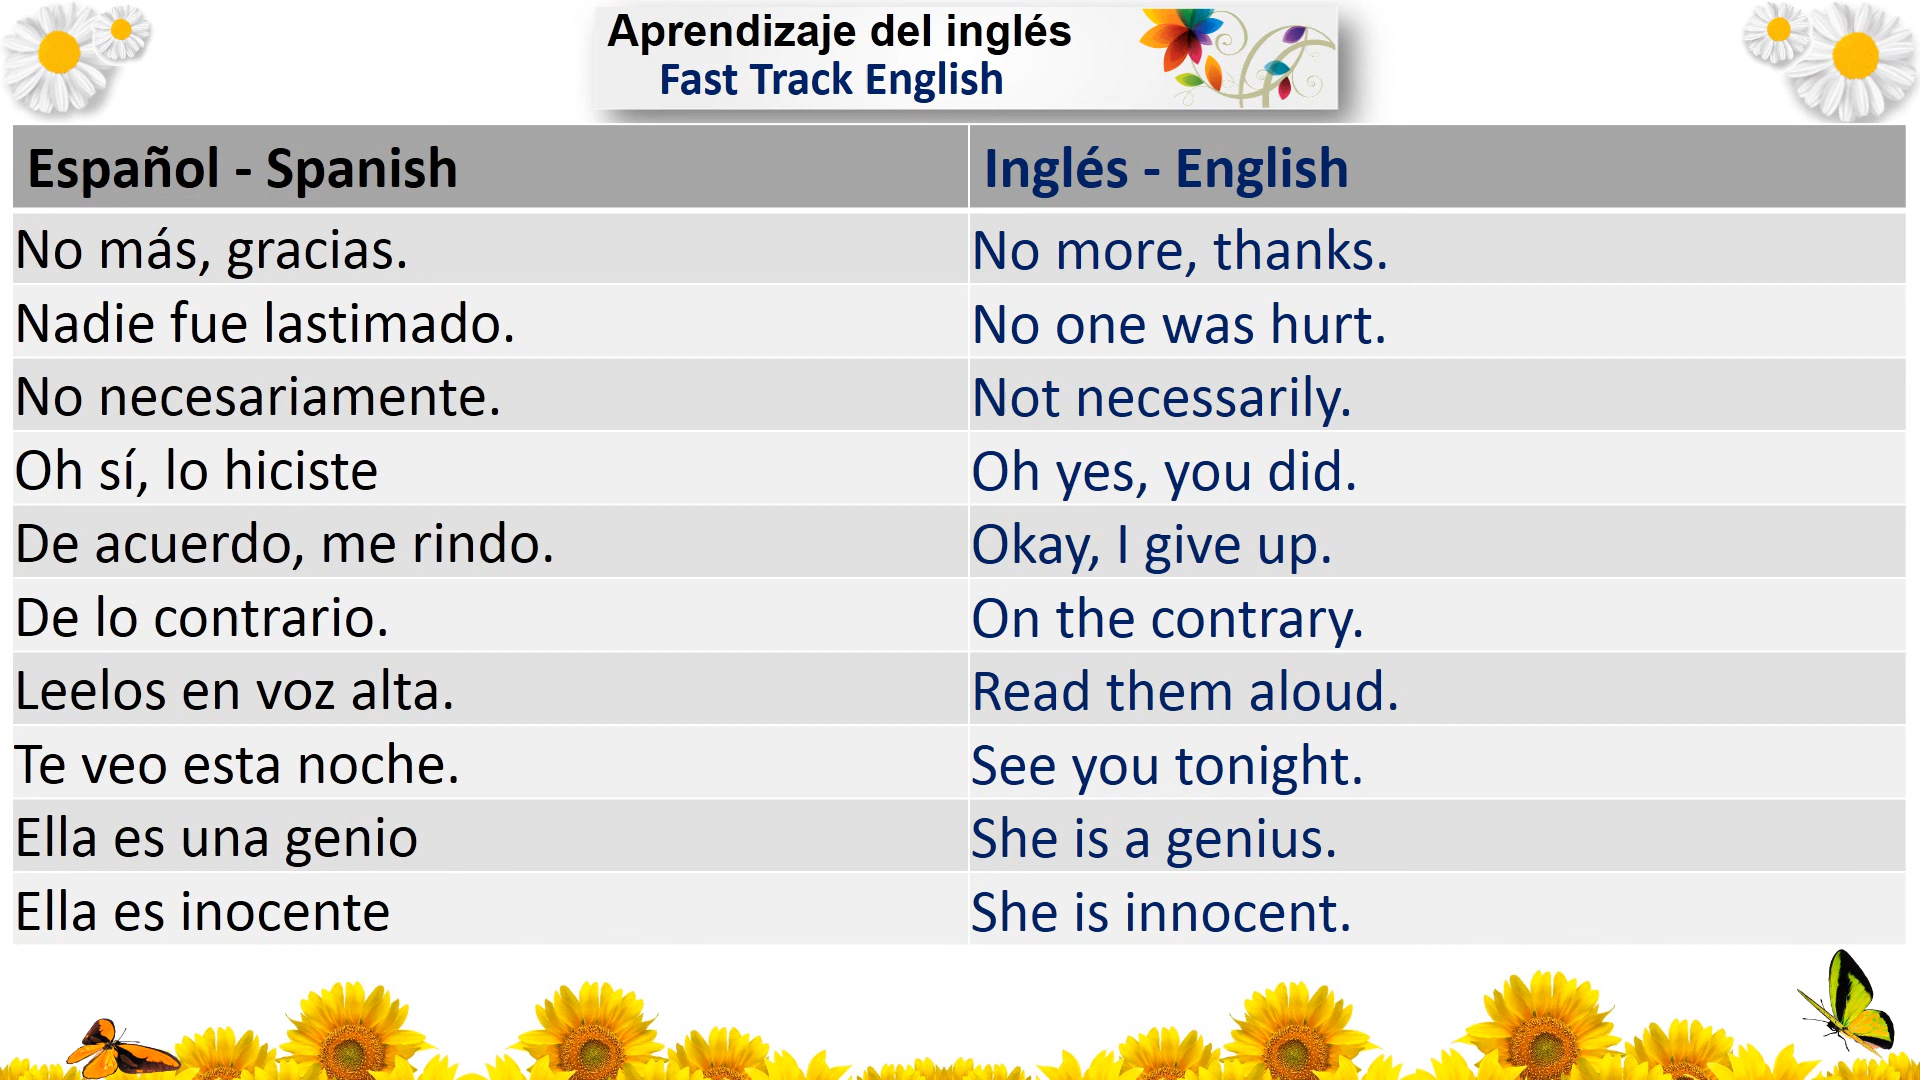 Aprendizaje del inglés
Fast Track English
Español - Spanish
Inglés - English
No más, gracias.
No more, thanks.
Nadie fue lastimado.
No one was hurt.
No necesariamente.
Not necessarily.
Oh sí, lo hiciste
Oh yes, you did.
De acuerdo, me rindo.
Okay, I give up.
De lo contrario.
On the contrary.
Leelos en voz alta.
Read them aloud.
Te veo esta noche.
See you tonight.
Ella es una genio
She is a genius.
Ella es inocente
She is innocent.